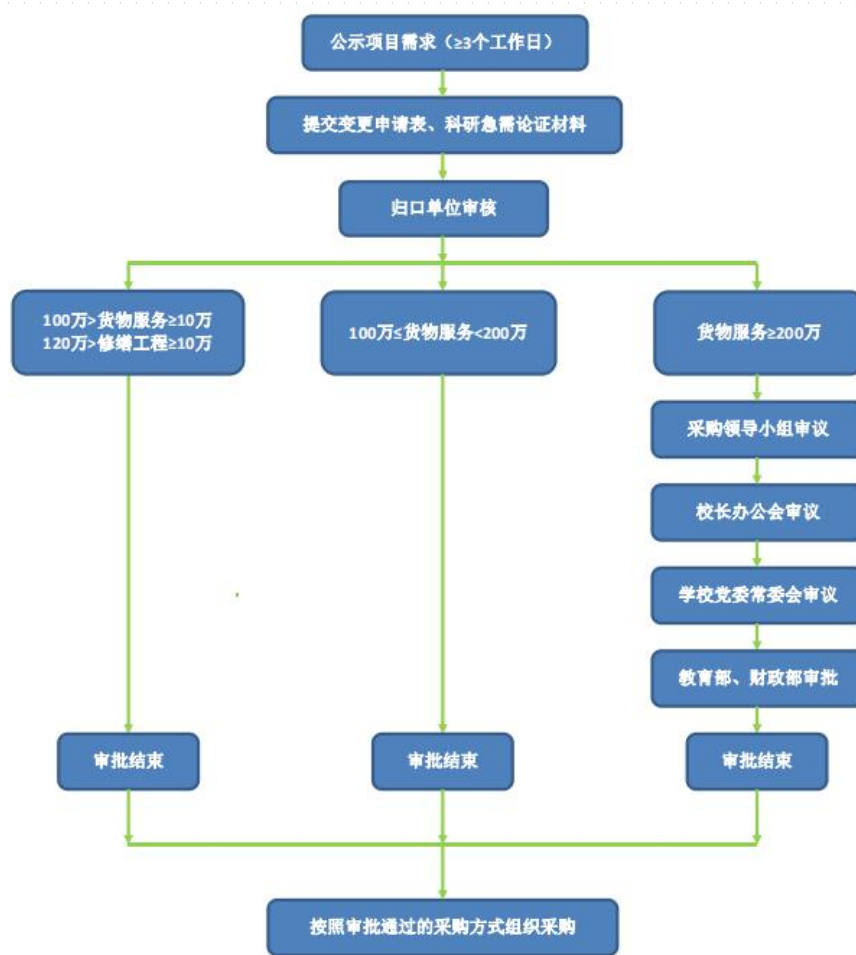 公示项目需求（≥3个工作日）
提交变更申请表、科研急需论证材料
归口单位审核
100万>货物服务≥10万
120万>修缮工程≥10万
100万≤货物服务<200万
货物服务≥200万
采购领导小组审议
校长办公会审议
学校党委常委会审议
教育部、财政部审批
审批结束
审批结束
审批结束
按照审批通过的采购方式组织采购